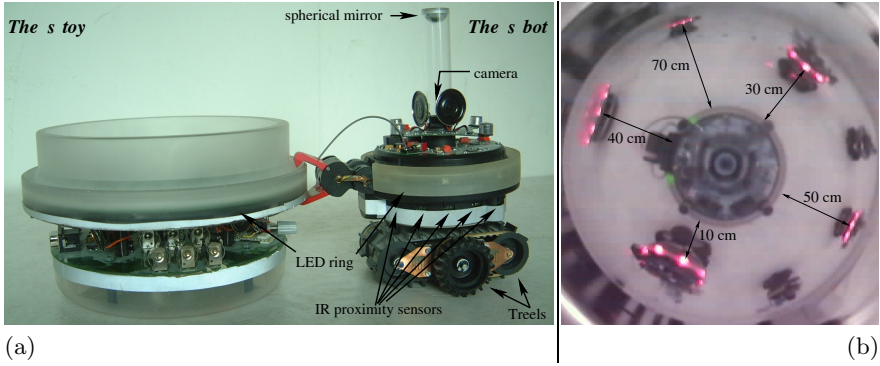 The s toy
spherical mirror
The s bot
camera
LED ring
IR proximity sensors
Treels
(a)
70 cm
30 cm
40 cm
50 cm
10 cm
(b)